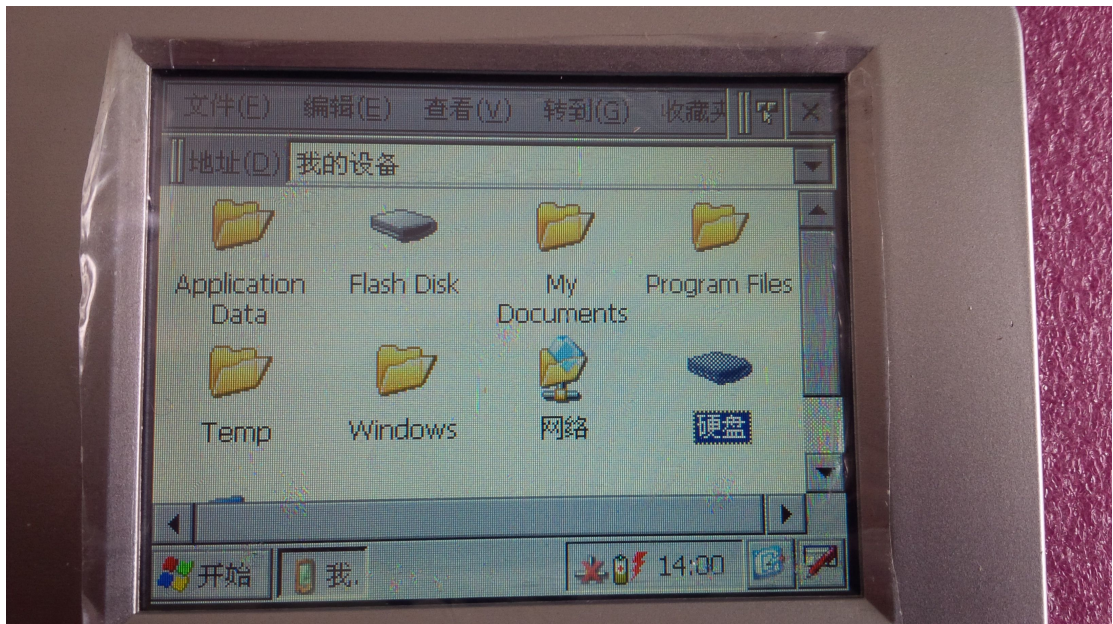 文件(F) 编辑(E) 查看(V) 转到(G) 收藏夹
地址(D) 我的设备
Application Data
Flash Disk
My Documents
Program Files
Temp
Windows
网络
硬盘
开始 我. 14:00